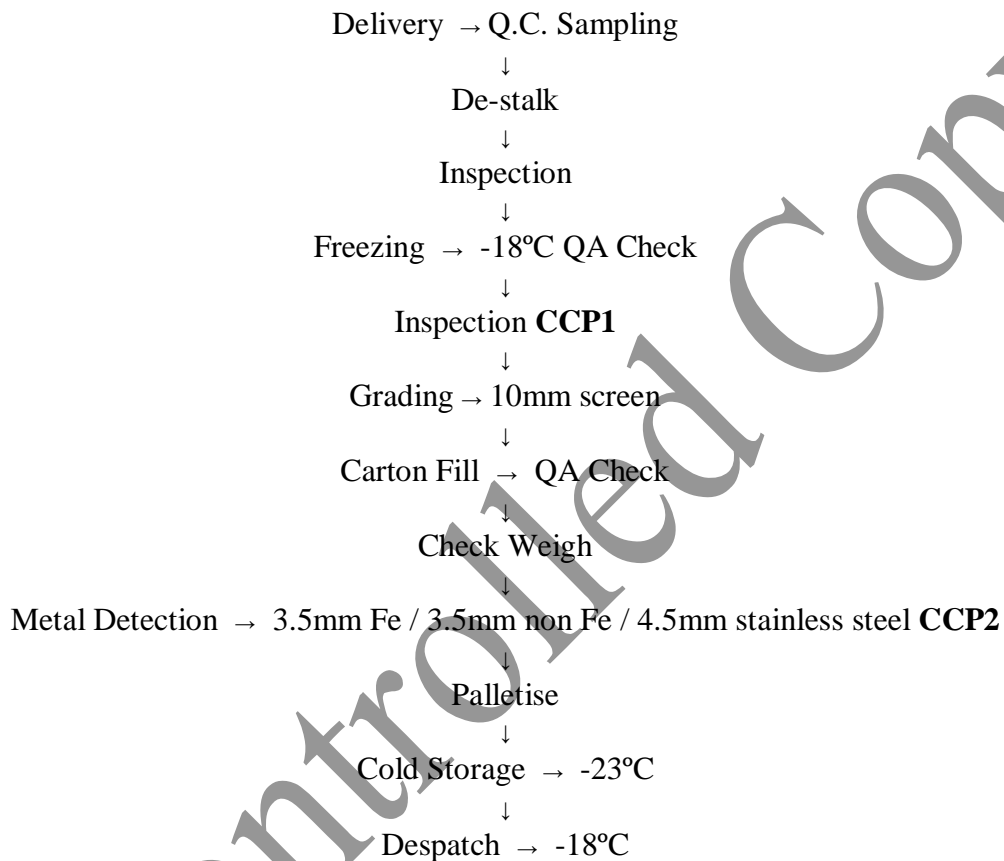 Delivery → Q.C. Sampling
↓
De-stalk
↓
Inspection
↓
Freezing → -18ºC QA Check
↓
Inspection CCP1
↓
Grading → 10mm screen
↓
Carton Fill → QA Check
↓
Check Weigh
↓
Metal Detection → 3.5mm Fe / 3.5mm non Fe / 4.5mm stainless steel CCP2
↓
Palletise
↓
Cold Storage → -23ºC
↓
Despatch → -18ºC
ontrolled Cop